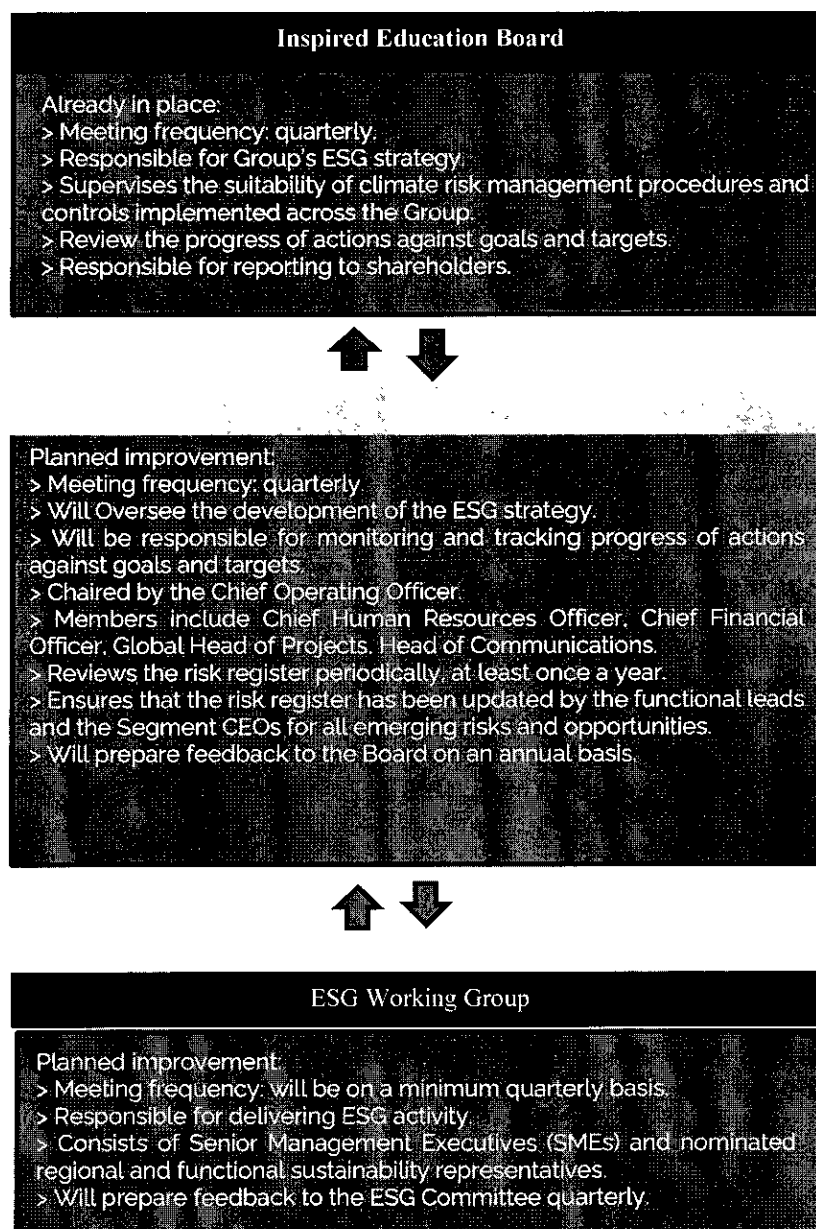 Inspired Education Board
Already in place:
> Meeting frequency: quarterly.
> Responsible for Group's ESG strategy.
> Supervises the suitability of climate risk management procedures and
controls implemented across the Group.
> Review the progress of actions against goals and targets.
> Responsible for reporting to shareholders.
Planned improvement:
> Meeting frequency: quarterly.
> Will Oversee the development of the ESG strategy.
> Will be responsible for monitoring and tracking progress of actions
against goals and targets.
> Chaired by the Chief Operating Officer.
> Members include Chief Human Resources Officer, Chief Financial
Officer, Global Head of Projects, Head of Communications.
> Reviews the risk register periodically, at least once a year.
> Ensures that the risk register has been updated by the functional leads
and the Segment CEOs for all emerging risks and opportunities.
> Will prepare feedback to the Board on an annual basis.
ESG Working Group
Planned improvement:
> Meeting frequency: will be on a minimum quarterly basis.
> Responsible for delivering ESG activity.
> Consists of Senior Management Executives (SMEs) and nominated
regional and functional sustainability representatives.
> Will prepare feedback to the ESG Committee quarterly.